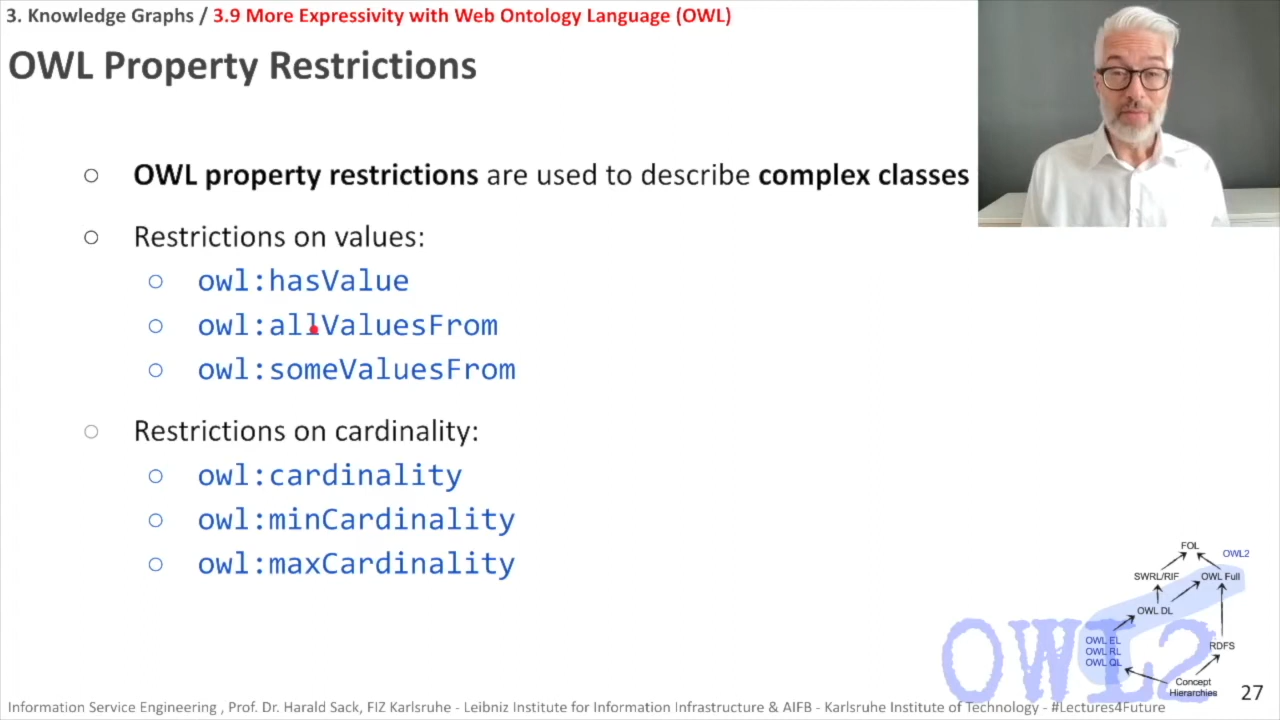 3. Knowledge Graphs / 3.9 More Expressivity with Web Ontology Language (OWL)
OWL Property Restrictions
OWL property restrictions are used to describe complex classes
Restrictions on values:
owl:hasValue
owl:allValuesFrom
owl:someValuesFrom
Restrictions on cardinality:
owl:cardinality
owl:minCardinality
owl:maxCardinality
FOL
OWL2
SWRL/RIF
OWL Full
OWL DL
OWL EL
OWL RL
OWL QL
RDFS
Concept
Hierarchies
OWL2
27
Information Service Engineering , Prof. Dr. Harald Sack, FIZ Karlsruhe - Leibniz Institute for Information Infrastructure & AIFB - Karlsruhe Institute of Technology - #Lectures4Future